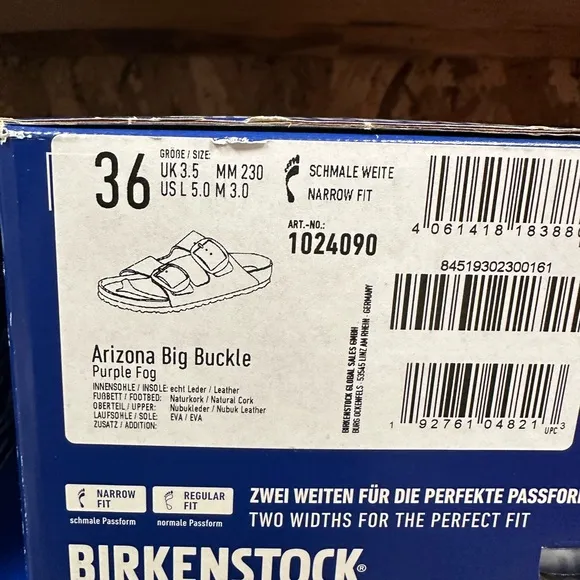 36
GRÖßE / SIZE:
UK 3.5 MM 230
US L 5.0 M 3.0
SCHMALE WEITE
NARROW FIT
ART.-NO.:
1024090
4 061418 18388
84519302300161
Arizona Big Buckle
Purple Fog
INNENSOHLE / INSOLE: echt Leder / Leather
FUßBETT / FOOTBED: Naturkork / Natural Cork
OBERTEIL / UPPER: Nubukleder / Nubuk Leather
LAUFSOHLE / SOLE: EVA / EVA
ZUSATZ / ADDITION:
BIRKENSTOCK GLOBAL SALES GMBH
BURG OCKENFELS · 53545 LINZ AM RHEIN · GERMANY
1 92761 04821 3
UPC
NARROW FIT
schmale Passform
REGULAR FIT
normale Passform
ZWEI WEITEN FÜR DIE PERFEKTE PASSFOR
TWO WIDTHS FOR THE PERFECT FIT
BIRKENSTOCK®